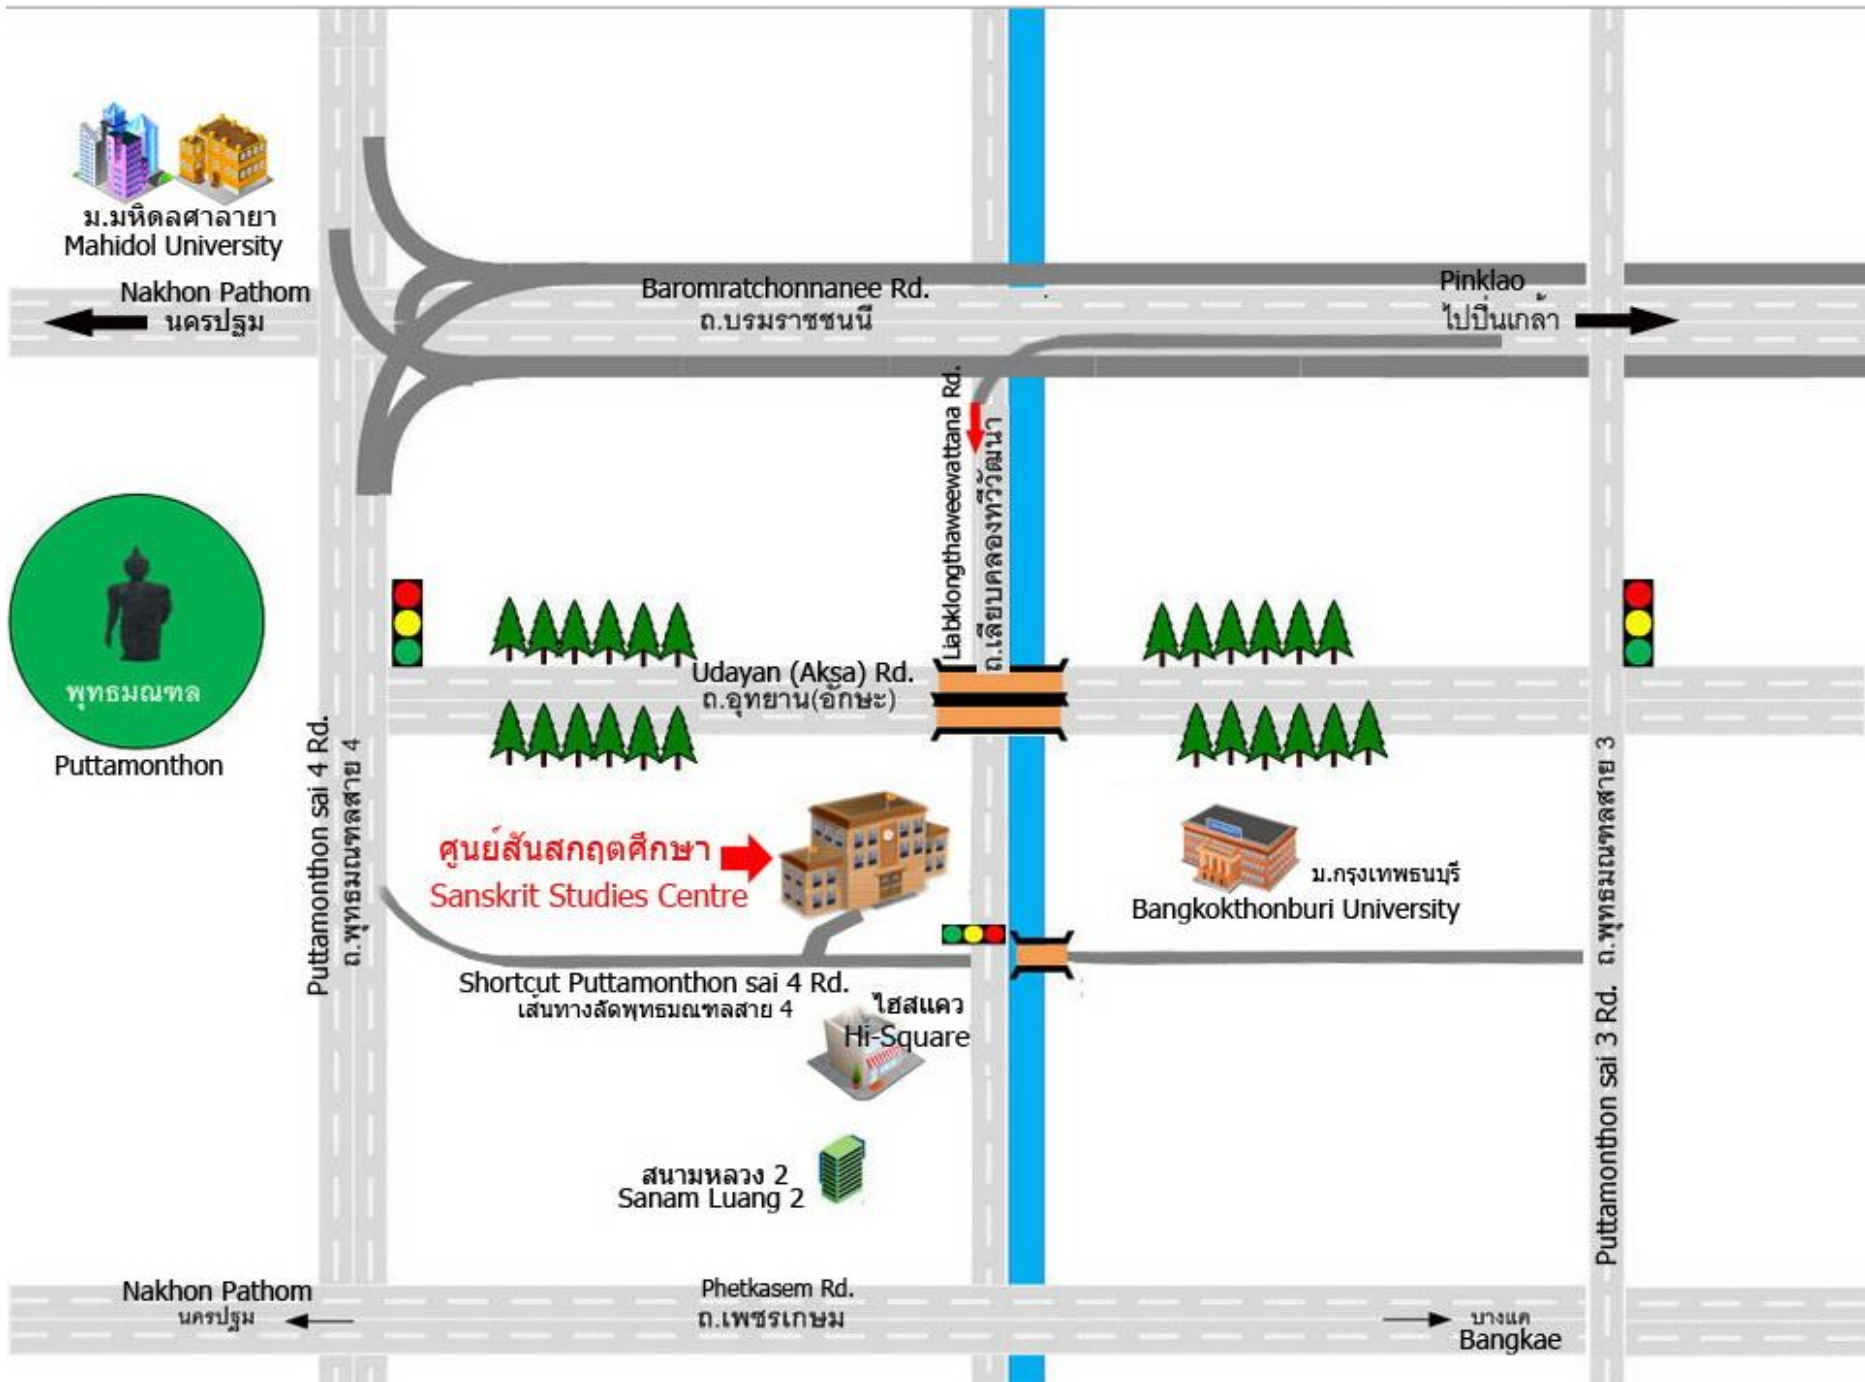 ม.มหิดลศาลายา
Mahidol University
Nakhon Pathom
นครปฐม
Baromratchonnanee Rd.
ถ.บรมราชชนนี
Pinklao
ไปปิ่นเกล้า
Liabklongthaweewattana Rd.
ถ.เลียบคลองทวีวัฒนา
พุทธมณฑล
Puttamonthon
Udayan (Aksa) Rd.
ถ.อุทยาน(อักษะ)
Puttamonthon sai 4 Rd.
ถ.พุทธมณฑลสาย 4
ศูนย์สันสกฤตศึกษา
Sanskrit Studies Centre
ม.กรุงเทพธนบุรี
Bangkokthonburi University
ถ.พุทธมณฑลสาย 3
Puttamonthon sai 3 Rd.
Shortcut Puttamonthon sai 4 Rd.
เส้นทางลัดพุทธมณฑลสาย 4
ไฮสแคว
Hi-Square
สนามหลวง 2
Sanam Luang 2
Nakhon Pathom
นครปฐม
Phetkasem Rd.
ถ.เพชรเกษม
บางแค
Bangkae